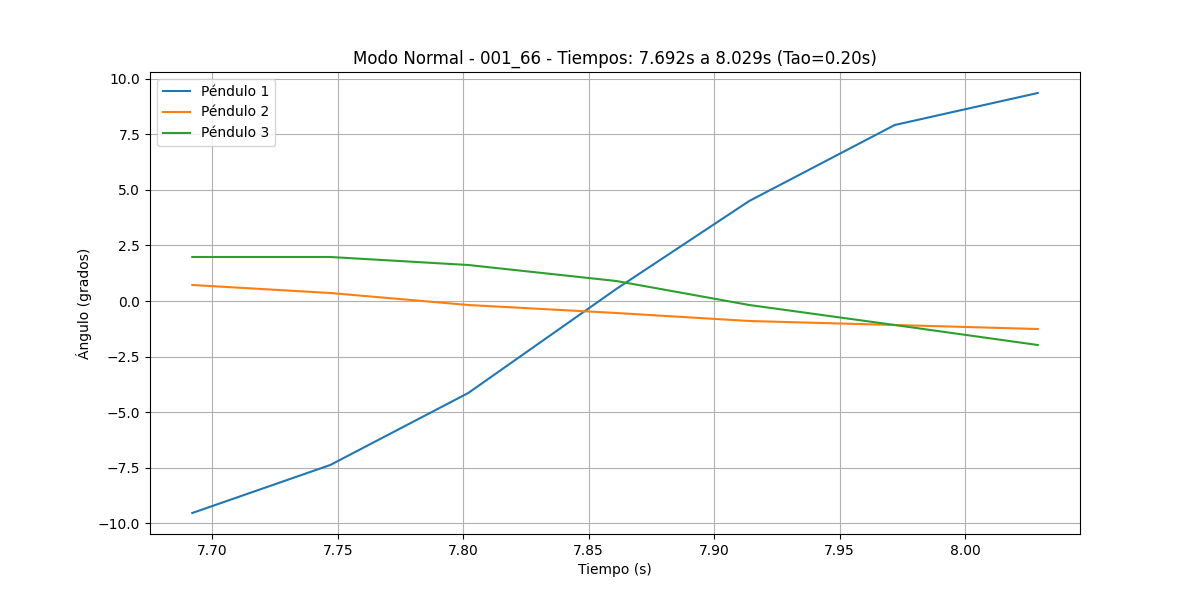 Modo Normal - 001_66 - Tiempos: 7.692s a 8.029s (Tao=0.20s)
Péndulo 1
Péndulo 2
Péndulo 3
Ángulo (grados)
10.0
7.5
5.0
2.5
0.0
−2.5
−5.0
−7.5
−10.0
7.70 7.75 7.80 7.85 7.90 7.95 8.00
Tiempo (s)